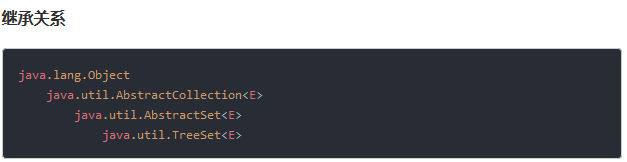 继承关系
java.lang.Object
java.util.AbstractCollection<E>
java.util.AbstractSet<E>
java.util.TreeSet<E>